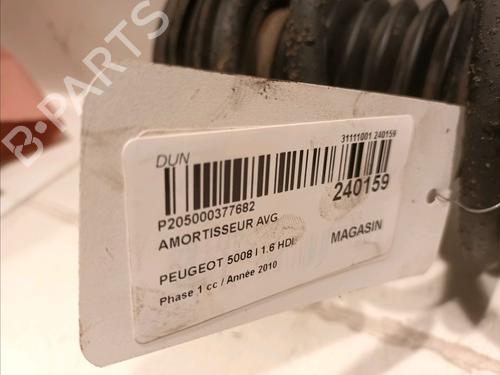 B-PARTS
DUN
31111001 240159
P205000377682
240159
AMORTISSEUR AVG
MAGASIN
PEUGEOT 5008 I 1.6 HDI
Phase 1 cc / Année 2010